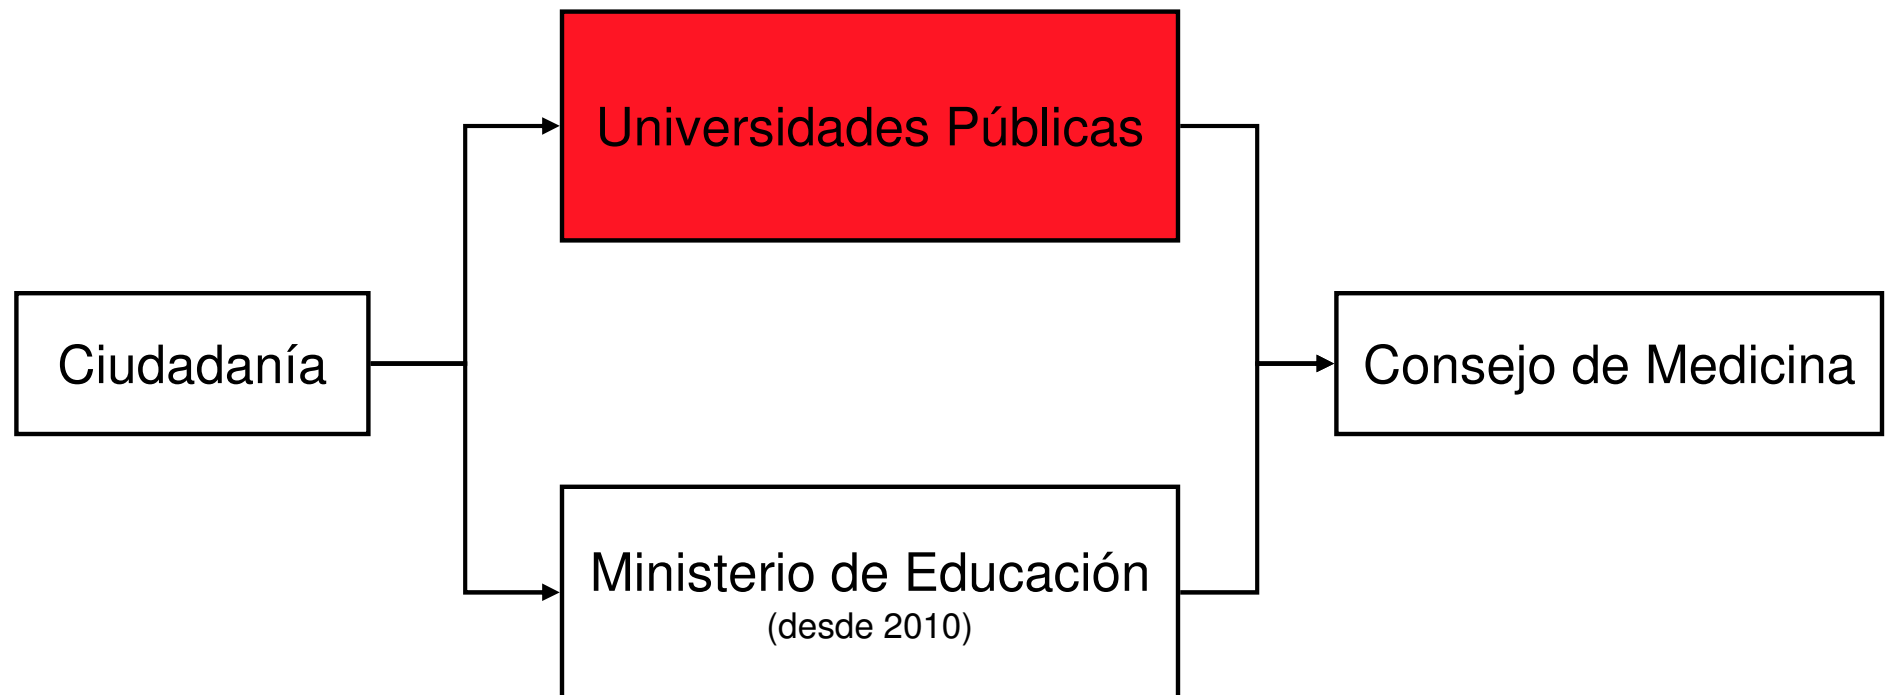 Universidades Públicas
Ciudadanía
Consejo de Medicina
Ministerio de Educación
(desde 2010)